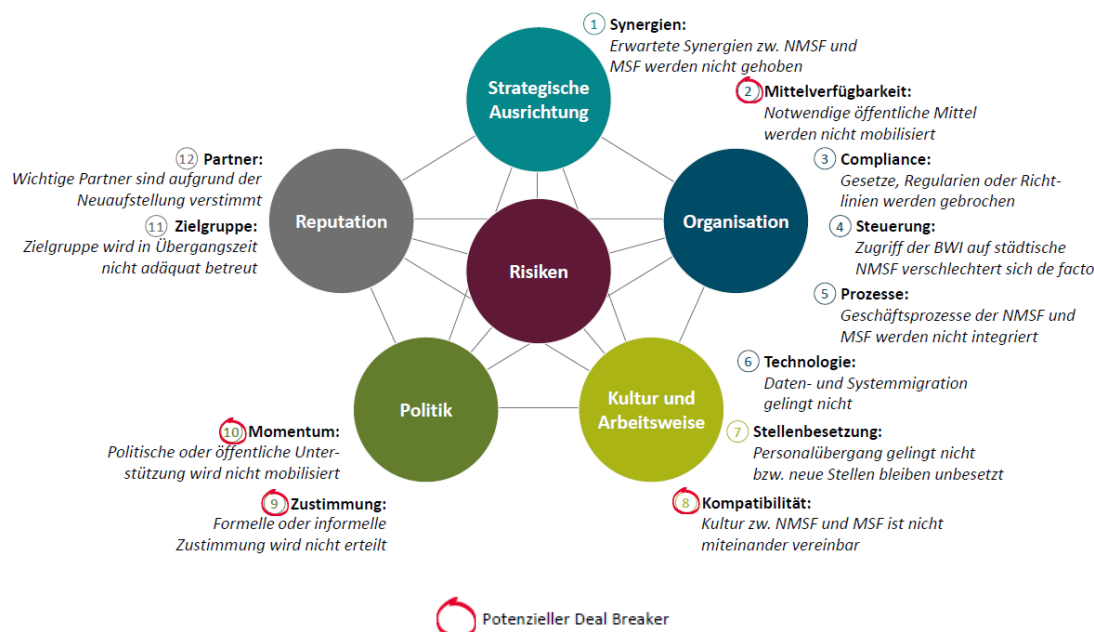 1 Synergien:
Erwartete Synergien zw. NMSF und
MSF werden nicht gehoben
Strategische
Ausrichtung
2 Mittelverfügbarkeit:
Notwendige öffentliche Mittel
werden nicht mobilisiert
12 Partner:
Wichtige Partner sind aufgrund der
Neuaufstellung verstimmt
11 Zielgruppe:
Zielgruppe wird in Übergangszeit
nicht adäquat betreut
Reputation
Risiken
Organisation
3 Compliance:
Gesetze, Regularien oder Richt-
linien werden gebrochen
4 Steuerung:
Zugriff der BWI auf städtische
NMSF verschlechtert sich de facto
5 Prozesse:
Geschäftsprozesse der NMSF und
MSF werden nicht integriert
6 Technologie:
Daten- und Systemmigration
gelingt nicht
Politik
Kultur und
Arbeitsweise
7 Stellenbesetzung:
Personalübergang gelingt nicht
bzw. neue Stellen bleiben unbesetzt
10 Momentum:
Politische oder öffentliche Unter-
stützung wird nicht mobilisiert
9 Zustimmung:
Formelle oder informelle
Zustimmung wird nicht erteilt
8 Kompatibilität:
Kultur zw. NMSF und MSF ist nicht
miteinander vereinbar
Potenzieller Deal Breaker